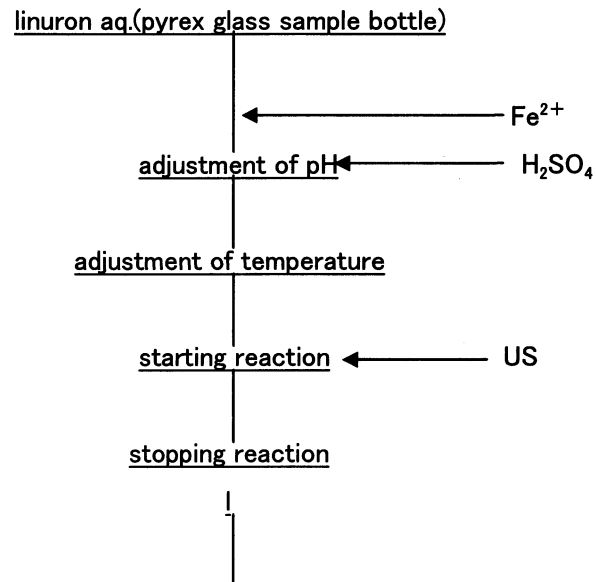 linuron aq.(pyrex glass sample bottle)
Fe²⁺
adjustment of pH
H₂SO₄
adjustment of temperature
starting reaction
US
stopping reaction